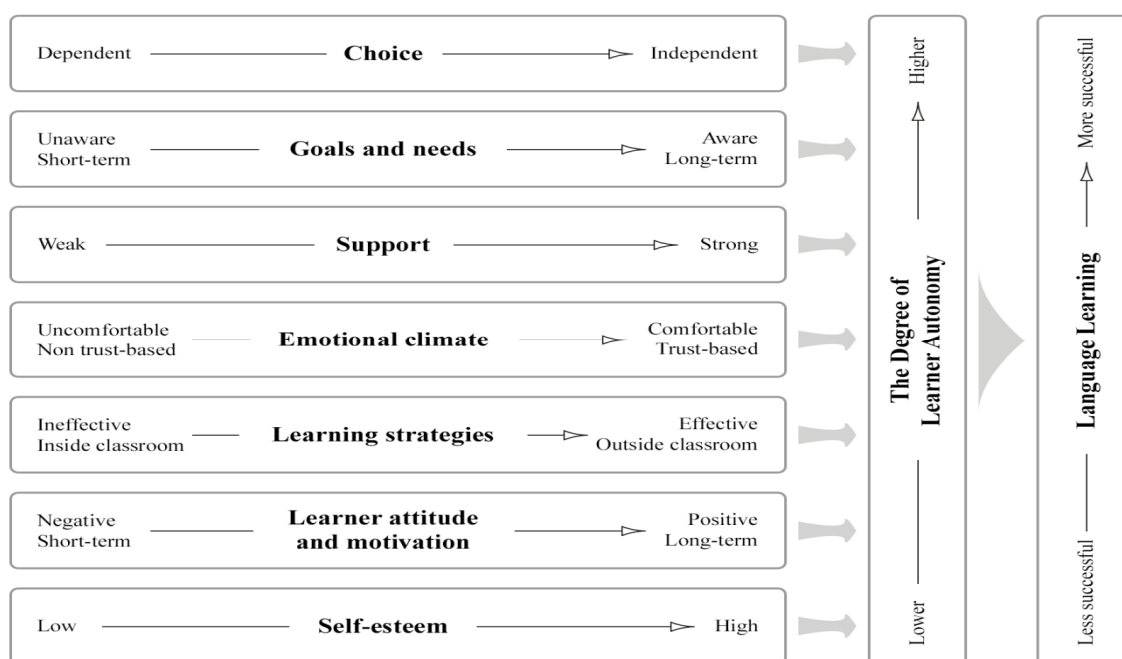 Dependent Choice Independent
Unaware Aware
Short-term Goals and needs Long-term
Weak Support Strong
Uncomfortable Comfortable
Non trust-based Emotional climate Trust-based
Ineffective Effective
Inside classroom Learning strategies Outside classroom
Negative Learner attitude Positive
Short-term and motivation Long-term
Low Self-esteem High
Lower
The Degree of
Learner Autonomy
Higher
Less successful Language Learning More successful